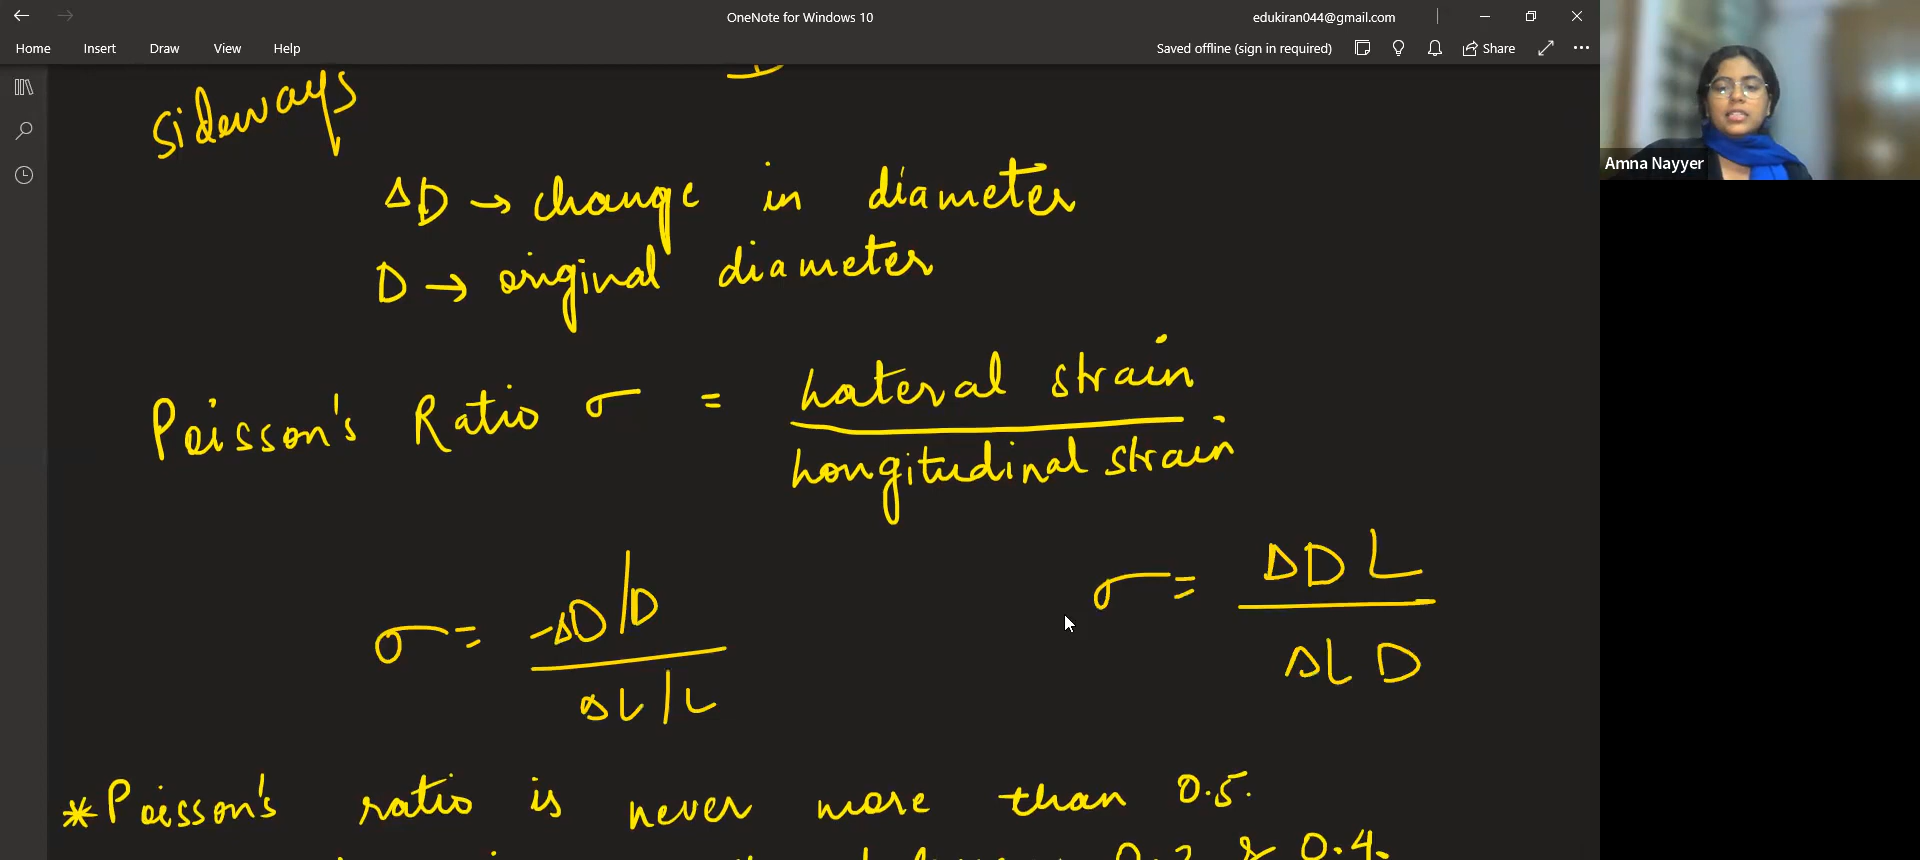 OneNote for Windows 10
edukiran044@gmail.com
Home Insert Draw View Help
Saved offline (sign in required) Share
Amna Nayyer
Sideways
ΔD → change in diameter
D → original diameter
Poisson's Ratio σ = Lateral strain
Longitudinal strain
σ = -ΔD/D
ΔL/L
σ = ΔD L
ΔL D
* Poisson's ratio is never more than 0.5.
& 0.4.